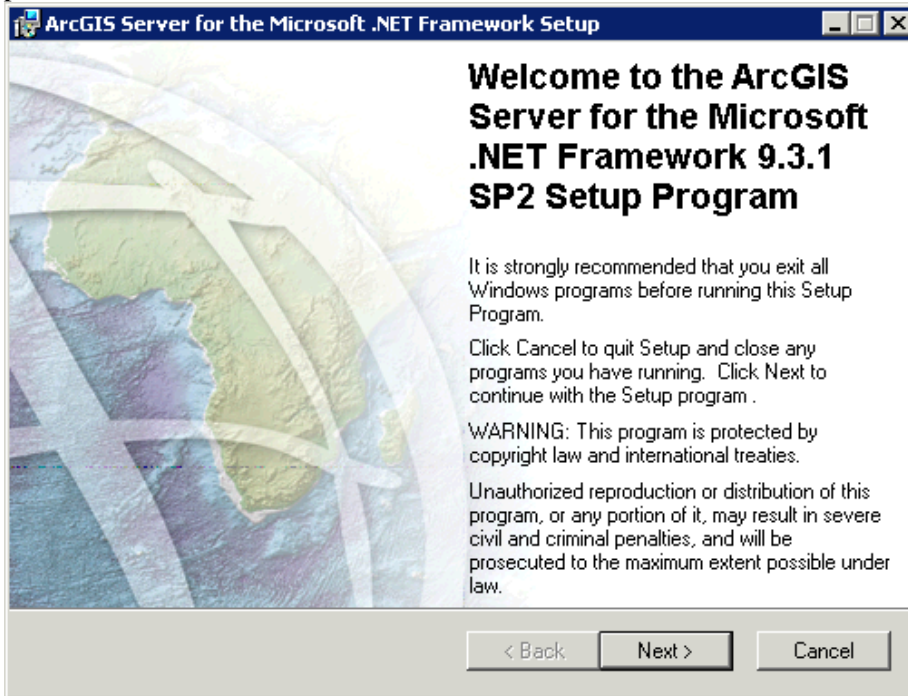 ArcGIS Server for the Microsoft .NET Framework Setup
Welcome to the ArcGIS
Server for the Microsoft
.NET Framework 9.3.1
SP2 Setup Program
It is strongly recommended that you exit all
Windows programs before running this Setup
Program.
Click Cancel to quit Setup and close any
programs you have running.  Click Next to
continue with the Setup program .
WARNING: This program is protected by
copyright law and international treaties.
Unauthorized reproduction or distribution of this
program, or any portion of it, may result in severe
civil and criminal penalties, and will be
prosecuted to the maximum extent possible under
law.
< Back
Next >
Cancel